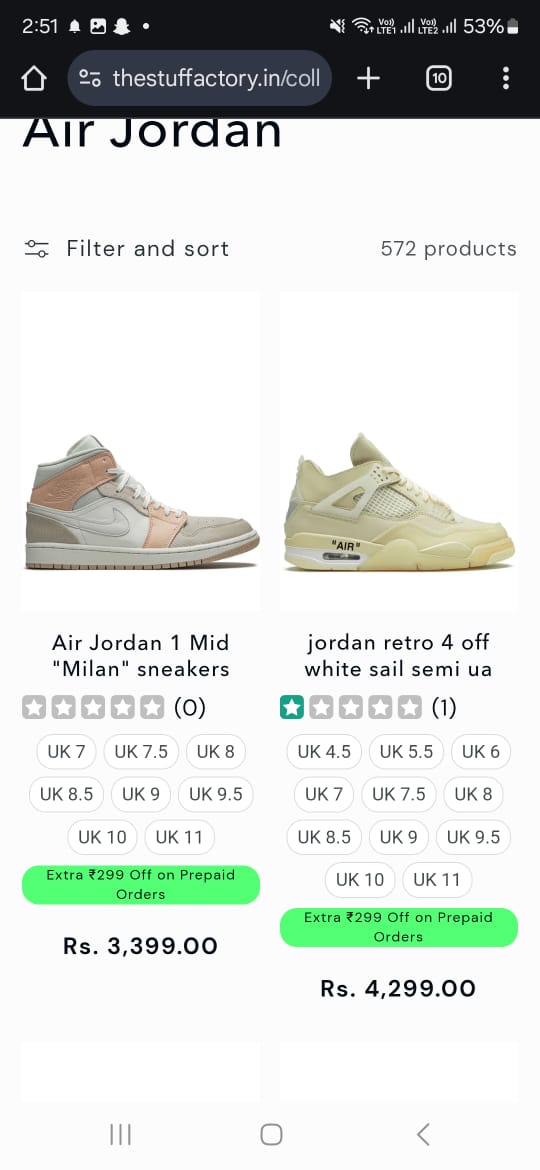 2:51
Vo)) LTE1
Vo)) LTE2
53%
thestuffactory.in/coll
10
Air Jordan
Filter and sort
572 products
"AIR"
Air Jordan 1 Mid
"Milan" sneakers
(0)
UK 7 UK 7.5 UK 8
UK 8.5 UK 9 UK 9.5
UK 10 UK 11
Extra ₹299 Off on Prepaid
Orders
Rs. 3,399.00
jordan retro 4 off
white sail semi ua
(1)
UK 4.5 UK 5.5 UK 6
UK 7 UK 7.5 UK 8
UK 8.5 UK 9 UK 9.5
UK 10 UK 11
Extra ₹299 Off on Prepaid
Orders
Rs. 4,299.00